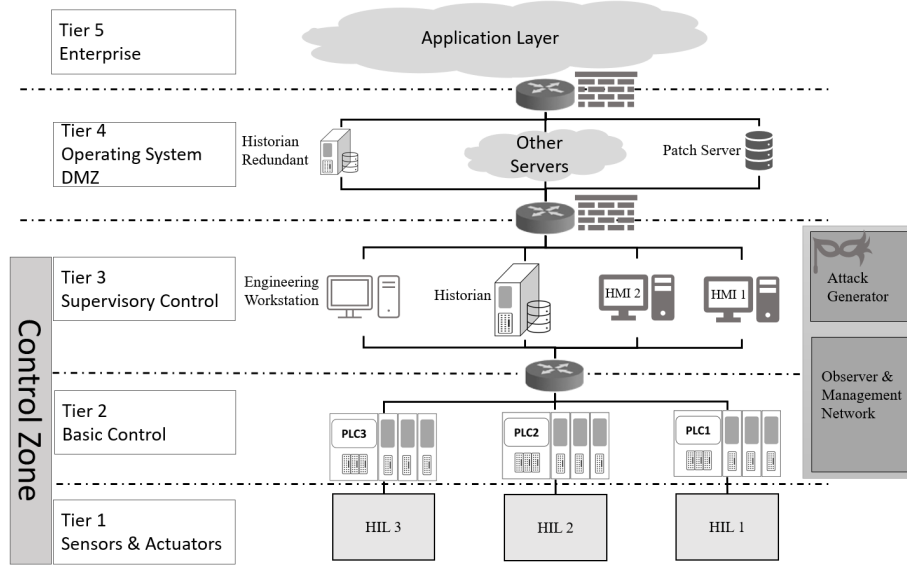 Tier 5
Enterprise
Application Layer
Tier 4
Operating System
DMZ
Historian
Redundant
Other
Servers
Patch Server
Control Zone
Tier 3
Supervisory Control
Engineering
Workstation
Historian
HMI 2
HMI 1
Attack
Generator
Observer &
Management
Network
Tier 2
Basic Control
PLC3
PLC2
PLC1
Tier 1
Sensors & Actuators
HIL 3
HIL 2
HIL 1